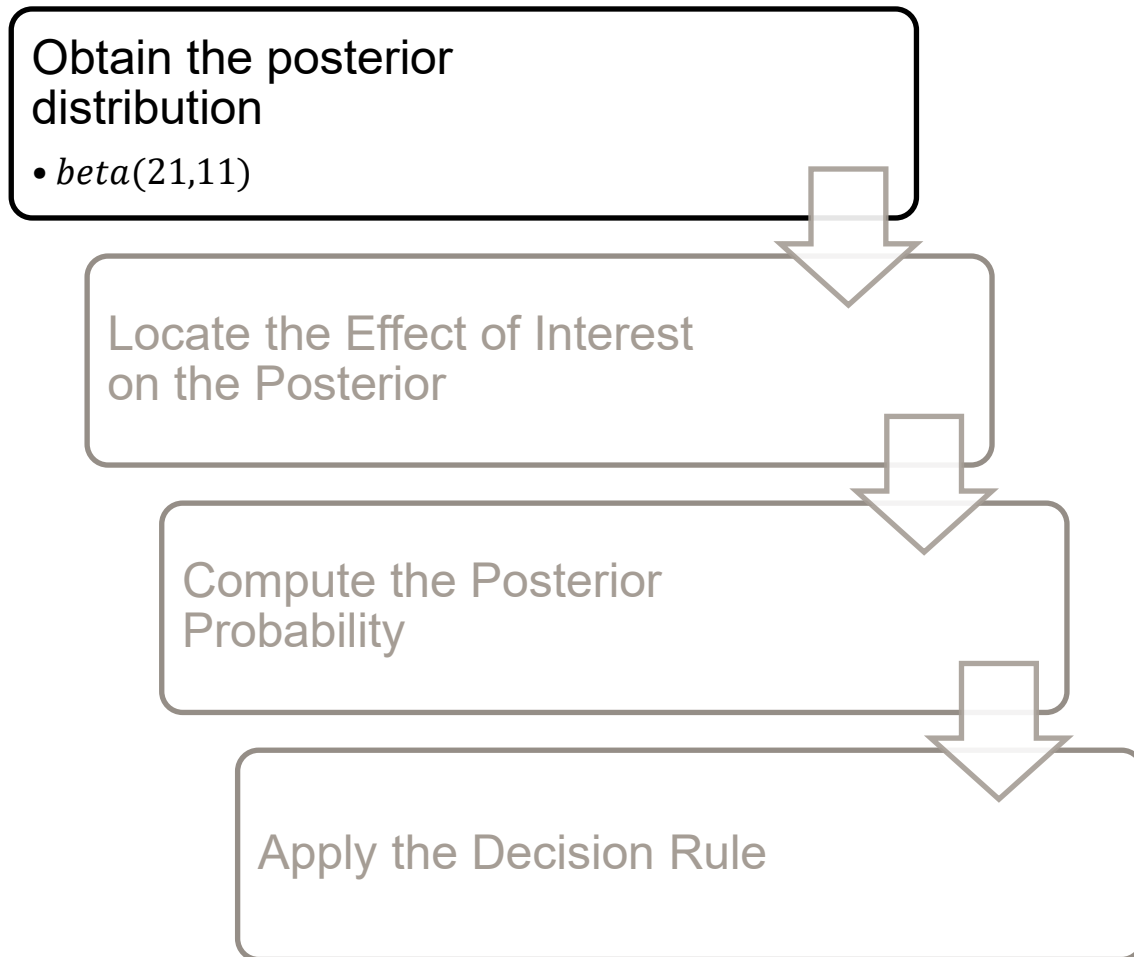 Obtain the posterior
distribution
• beta(21,11)
Locate the Effect of Interest
on the Posterior
Compute the Posterior
Probability
Apply the Decision Rule